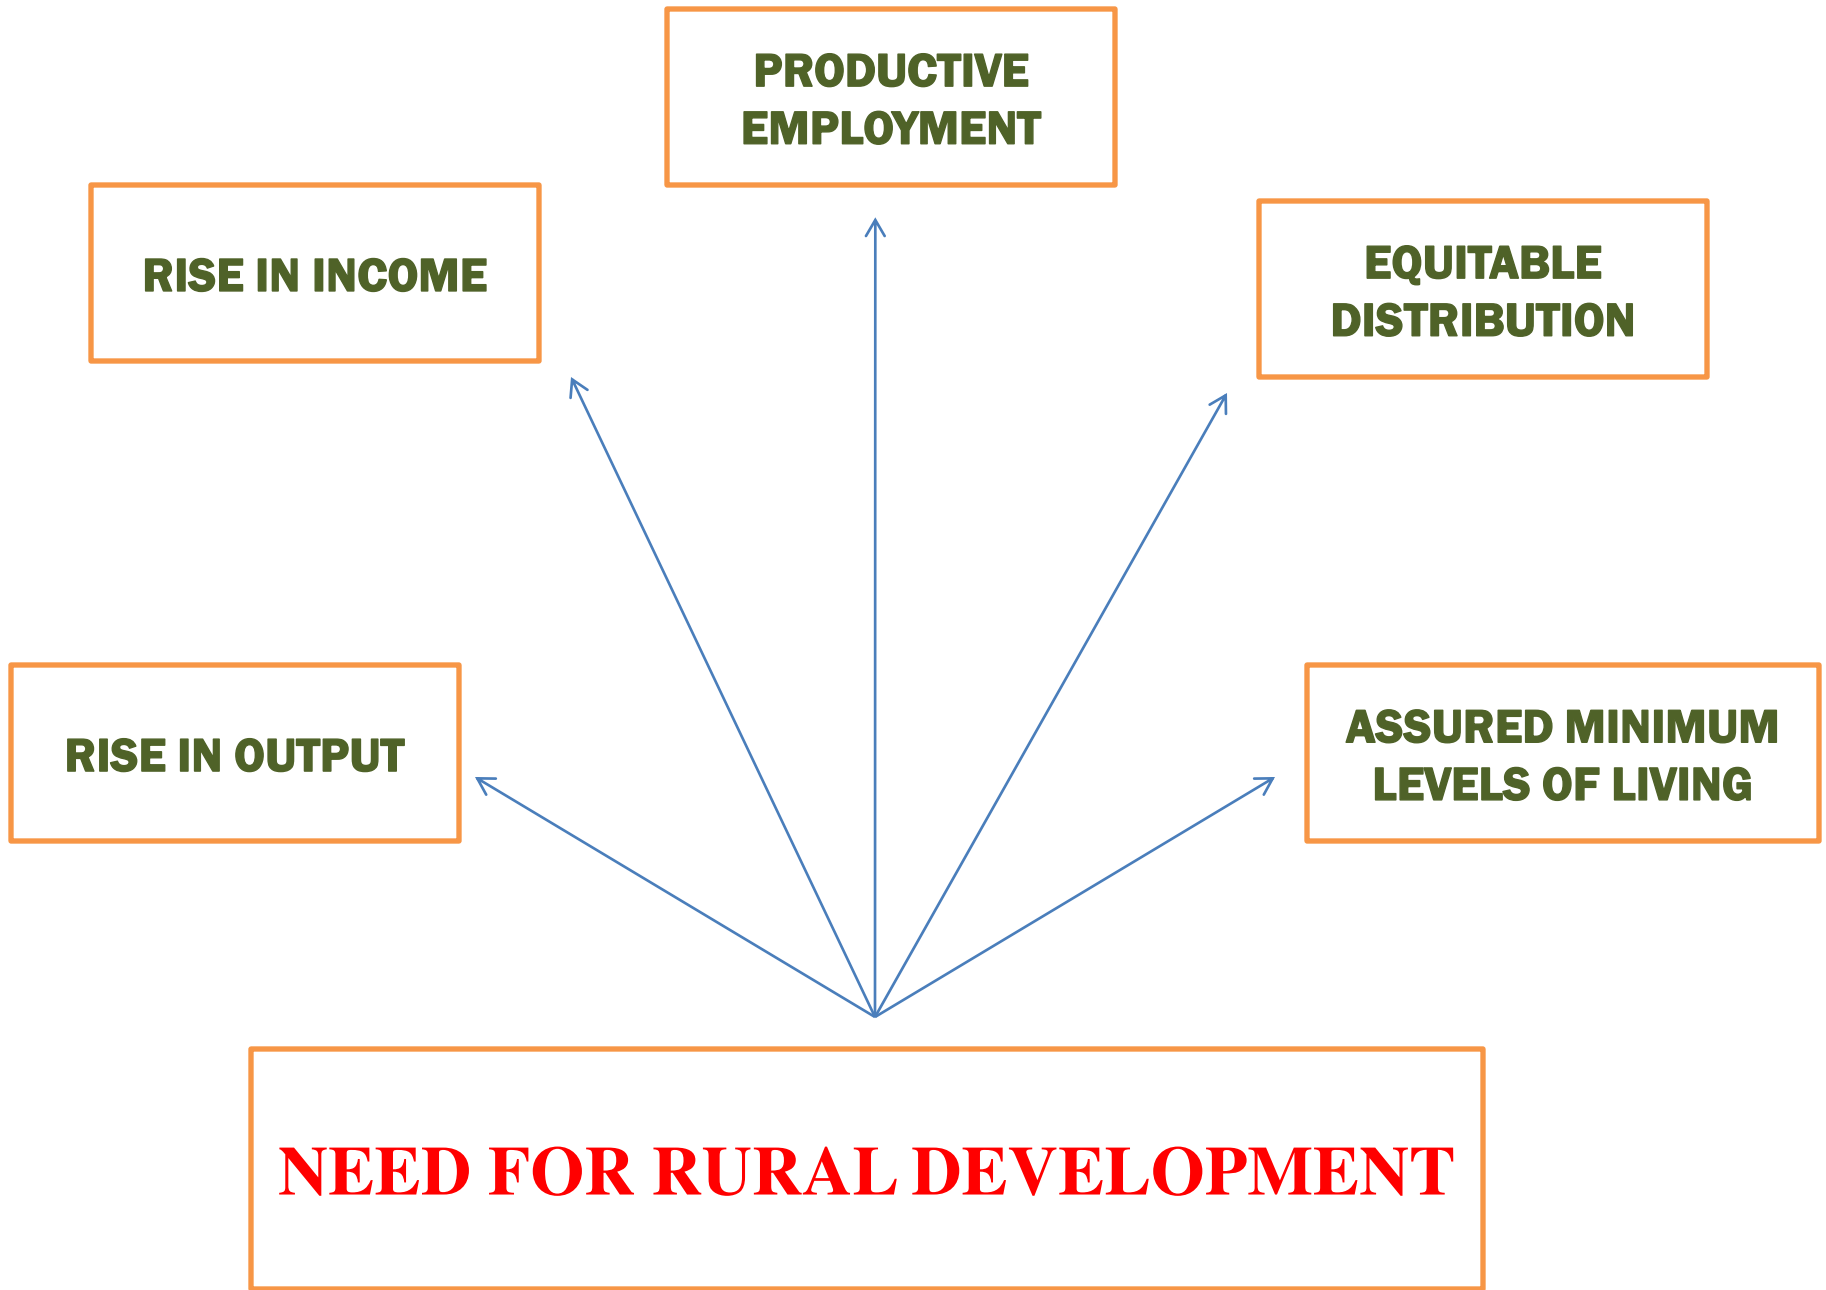 PRODUCTIVE
EMPLOYMENT
RISE IN INCOME
EQUITABLE
DISTRIBUTION
RISE IN OUTPUT
ASSURED MINIMUM
LEVELS OF LIVING
NEED FOR RURAL DEVELOPMENT